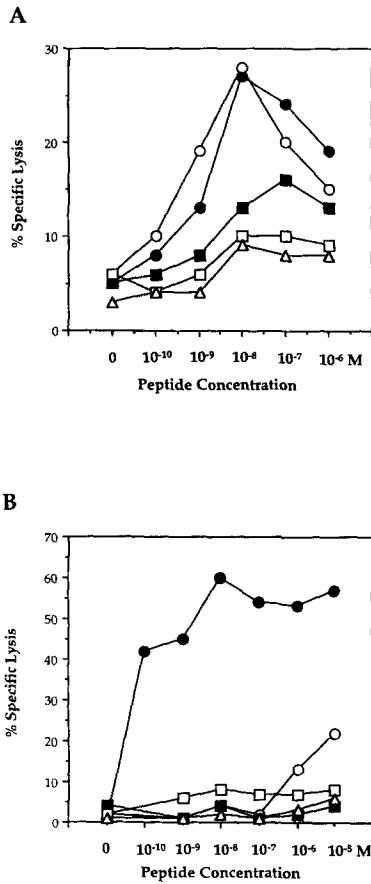 A
30
20
10
0
% Specific Lysis
0 10⁻¹⁰ 10⁻⁹ 10⁻⁸ 10⁻⁷ 10⁻⁶ M
Peptide Concentration
B
70
60
50
40
30
20
10
0
% Specific Lysis
0 10⁻¹⁰ 10⁻⁹ 10⁻⁸ 10⁻⁷ 10⁻⁶ 10⁻⁵ M
Peptide Concentration